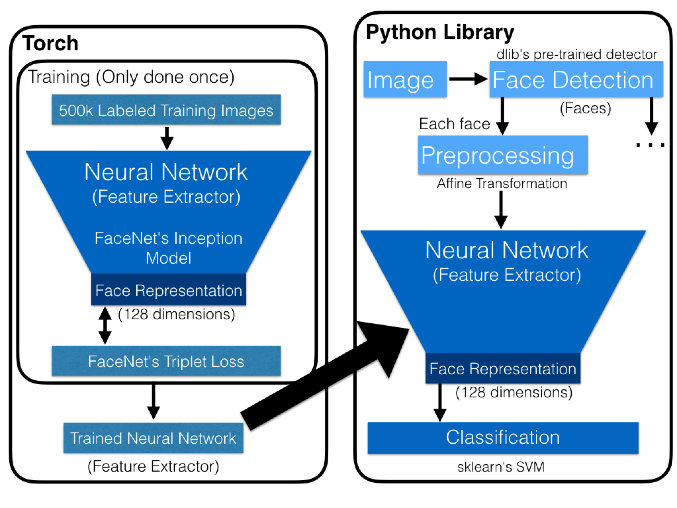 Torch
Training (Only done once)
500k Labeled Training Images
Neural Network
(Feature Extractor)
FaceNet's Inception
Model
Face Representation
(128 dimensions)
FaceNet's Triplet Loss
Trained Neural Network
(Feature Extractor)
Python Library
dlib's pre-trained detector
Image
Face Detection
(Faces)
Each face
...
Preprocessing
Affine Transformation
Neural Network
(Feature Extractor)
Face Representation
(128 dimensions)
Classification
sklearn's SVM